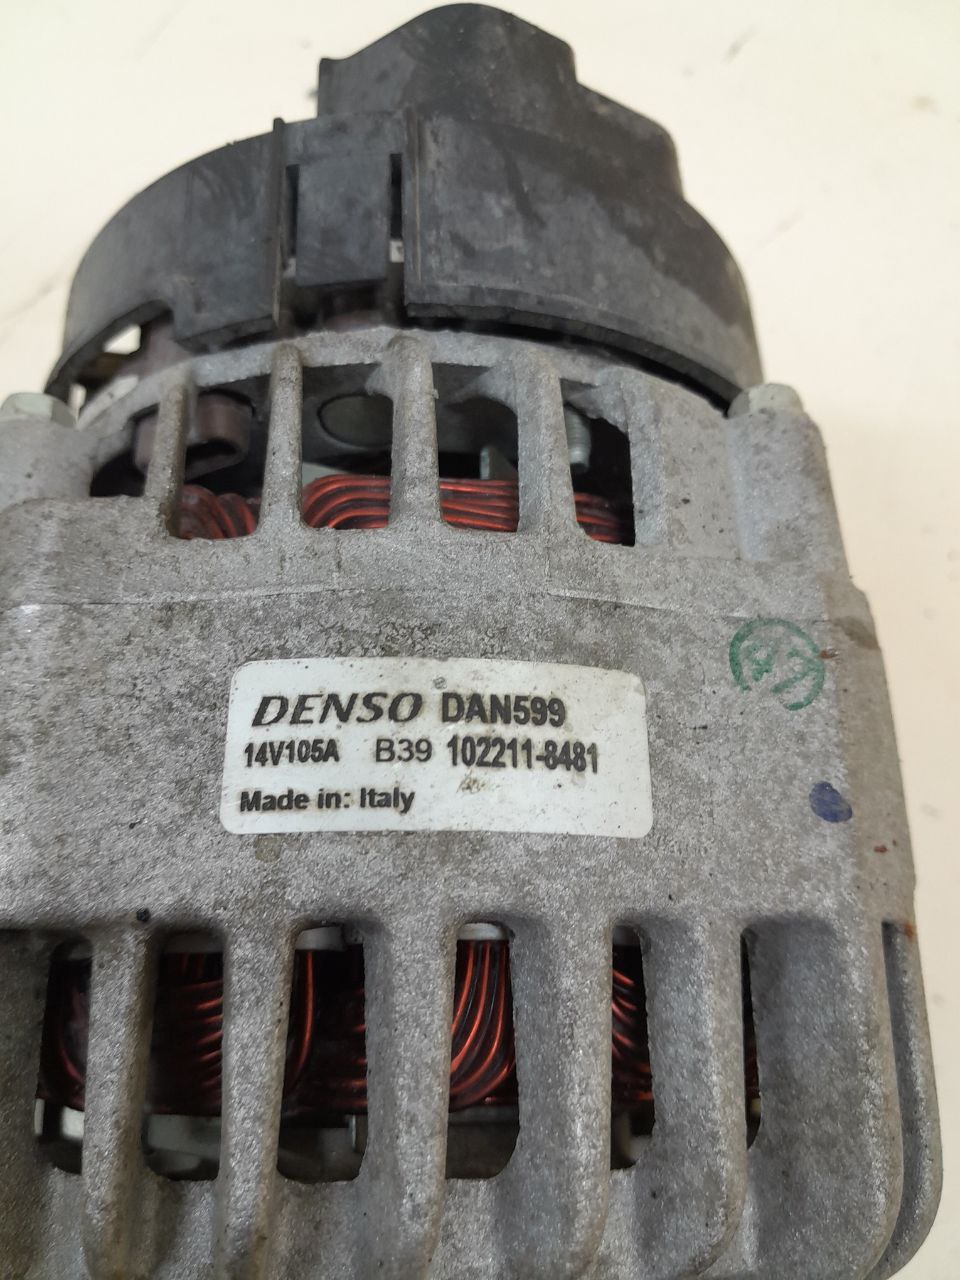 DENSO DAN599
14V105A B39 102211-8481
Made in: Italy